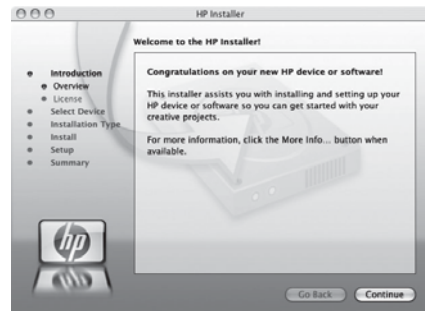 HP Installer
Welcome to the HP Installer!
Introduction
Overview
License
Select Device
Installation Type
Install
Setup
Summary
Congratulations on your new HP device or software!
This installer assists you with installing and setting up your
HP device or software so you can get started with your
creative projects.
For more information, click the More Info... button when
available.
hp
Go Back
Continue